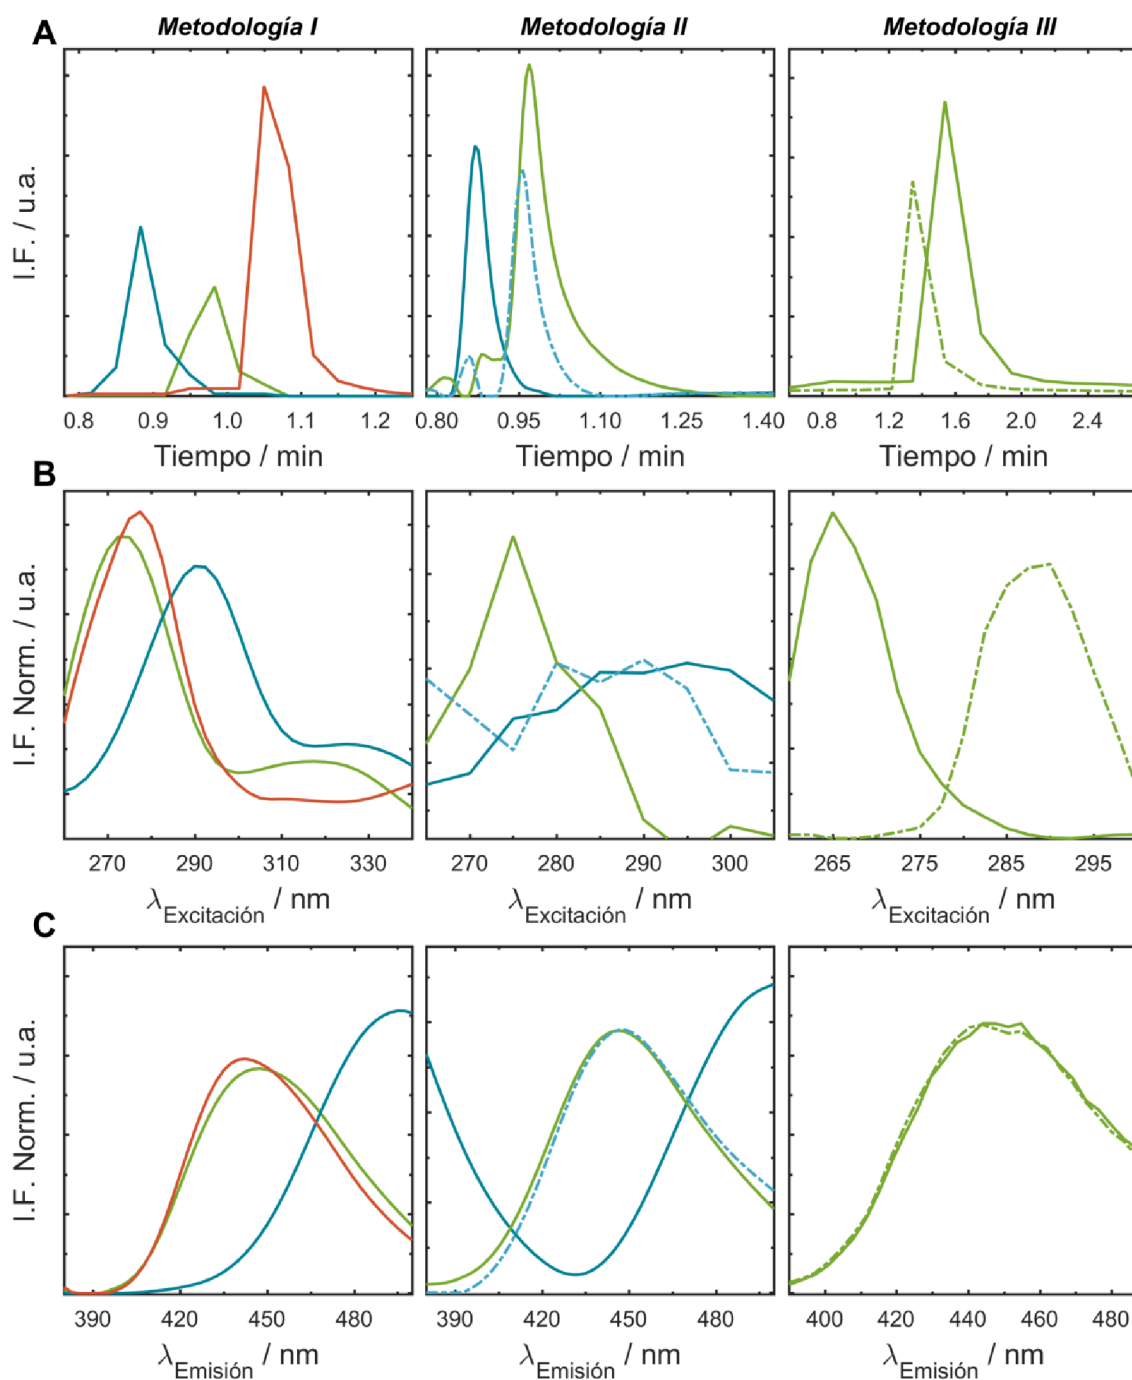 A
Metodología I
Metodología II
Metodología III
I.F. / u.a.
0.8 0.9 1.0 1.1 1.2
0.80 0.95 1.10 1.25 1.40
0.8 1.2 1.6 2.0 2.4
Tiempo / min
Tiempo / min
Tiempo / min
B
I.F. Norm. / u.a.
270 290 310 330
270 280 290 300
265 275 285 295
λExcitación / nm
λExcitación / nm
λExcitación / nm
C
I.F. Norm. / u.a.
390 420 450 480
390 420 450 480
400 420 440 460 480
λEmisión / nm
λEmisión / nm
λEmisión / nm